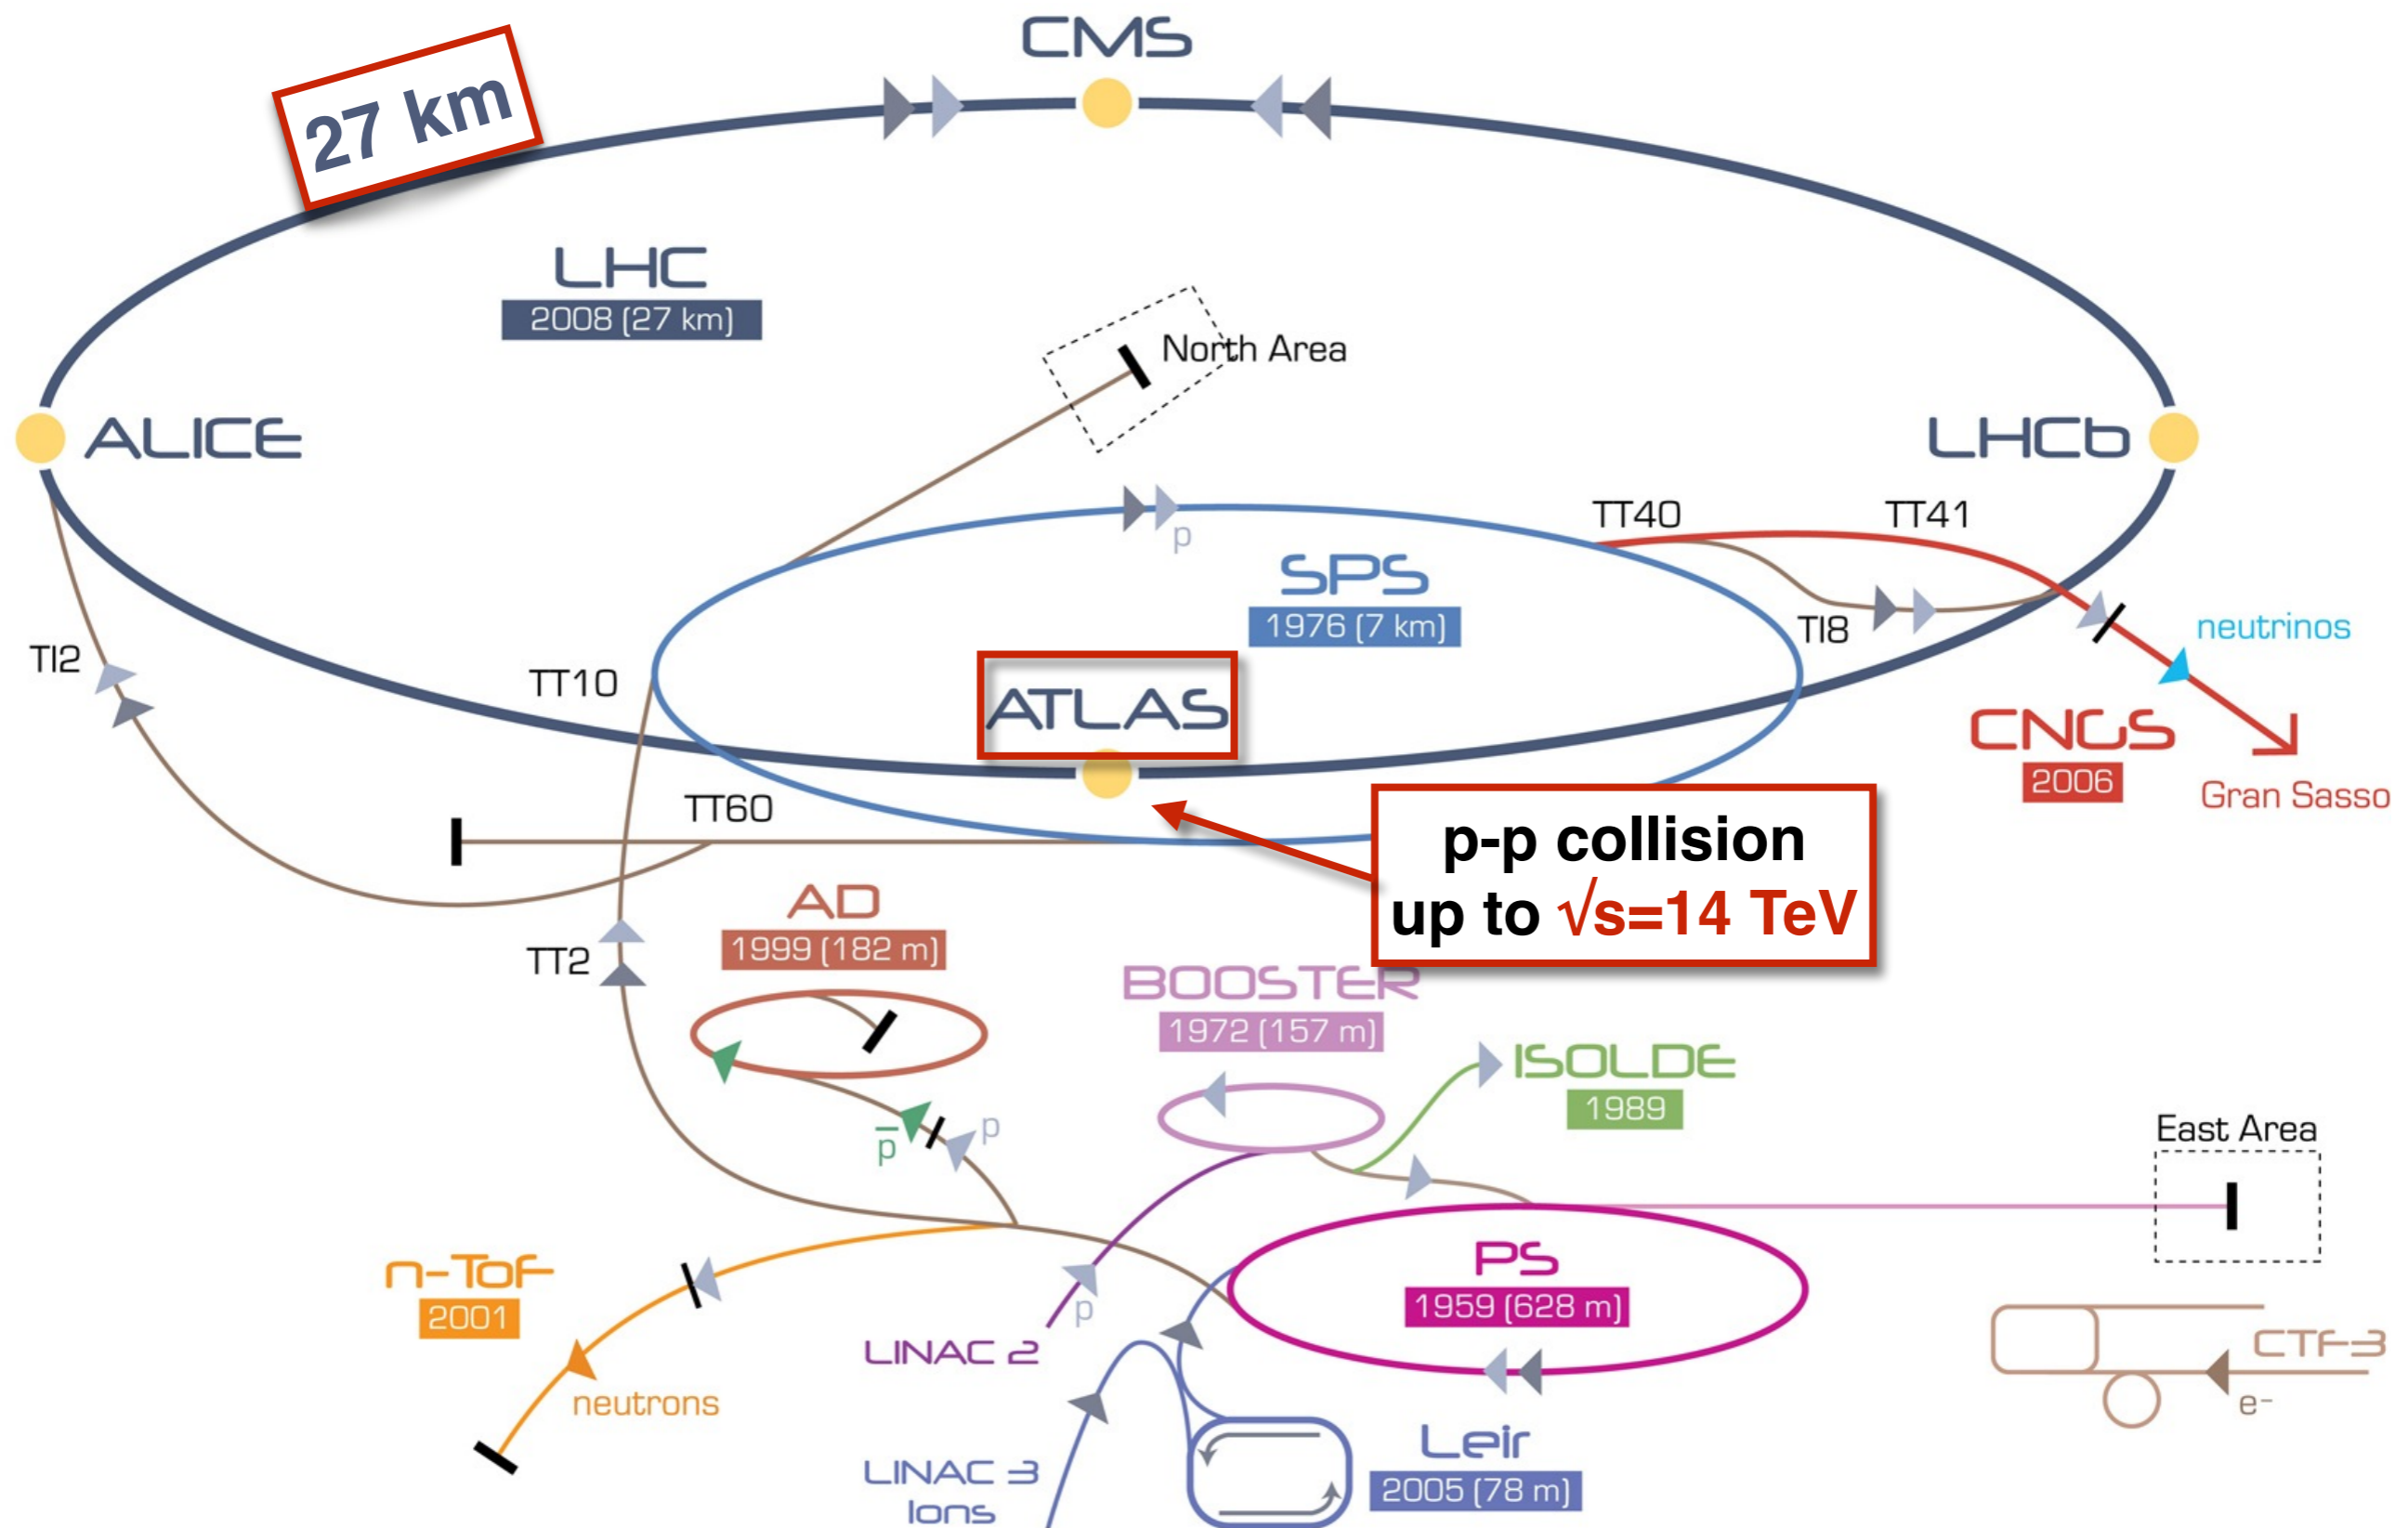 CMS
27 km
LHC
2008 (27 km)
North Area
ALICE
LHCb
TT40
TT41
p
SPS
1976 (7 km)
TI8
neutrinos
TI2
TT10
ATLAS
CNGS
2006
Gran Sasso
TT60
p-p collision
up to √s=14 TeV
AD
1999 (182 m)
TT2
BOOSTER
1972 (157 m)
ISOLDE
1989
p̅
p
East Area
n-ToF
2001
PS
1959 (628 m)
p
LINAC 2
neutrons
CTF-3
e⁻
LINAC 3
Ions
Leir
2005 (78 m)